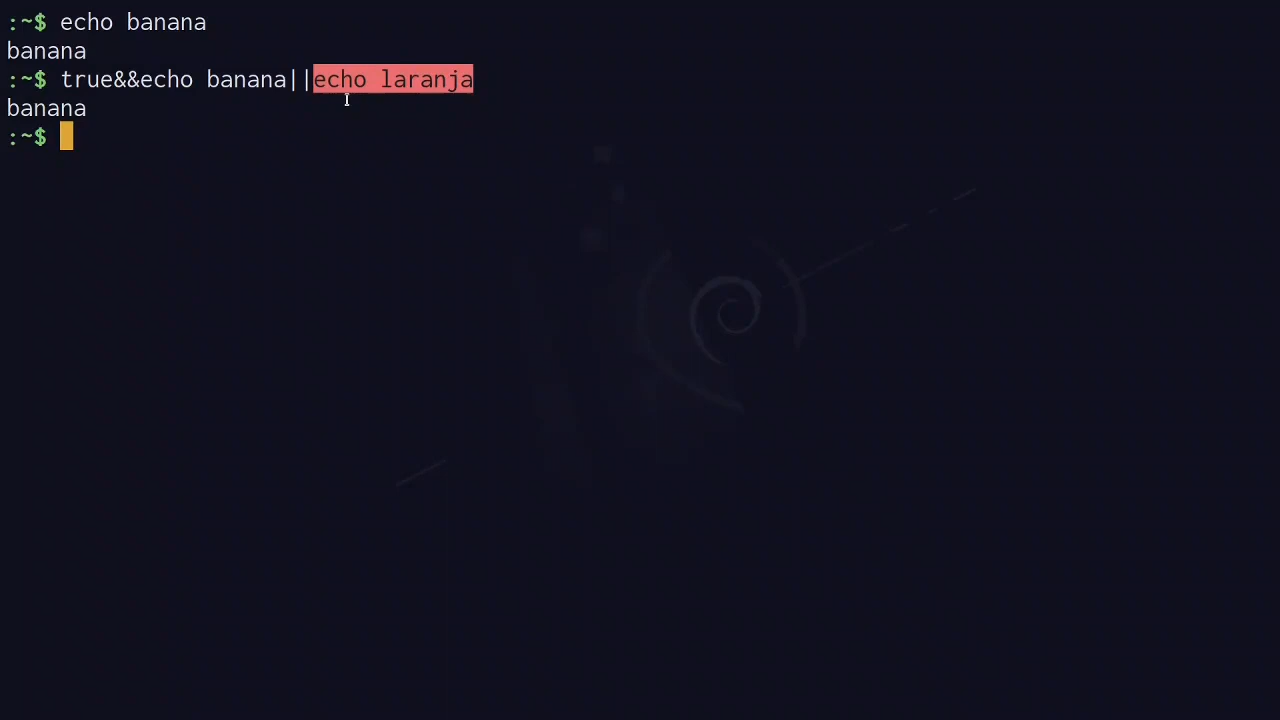 :~$ echo banana
banana
:~$ true&&echo banana||echo laranja
banana
:~$